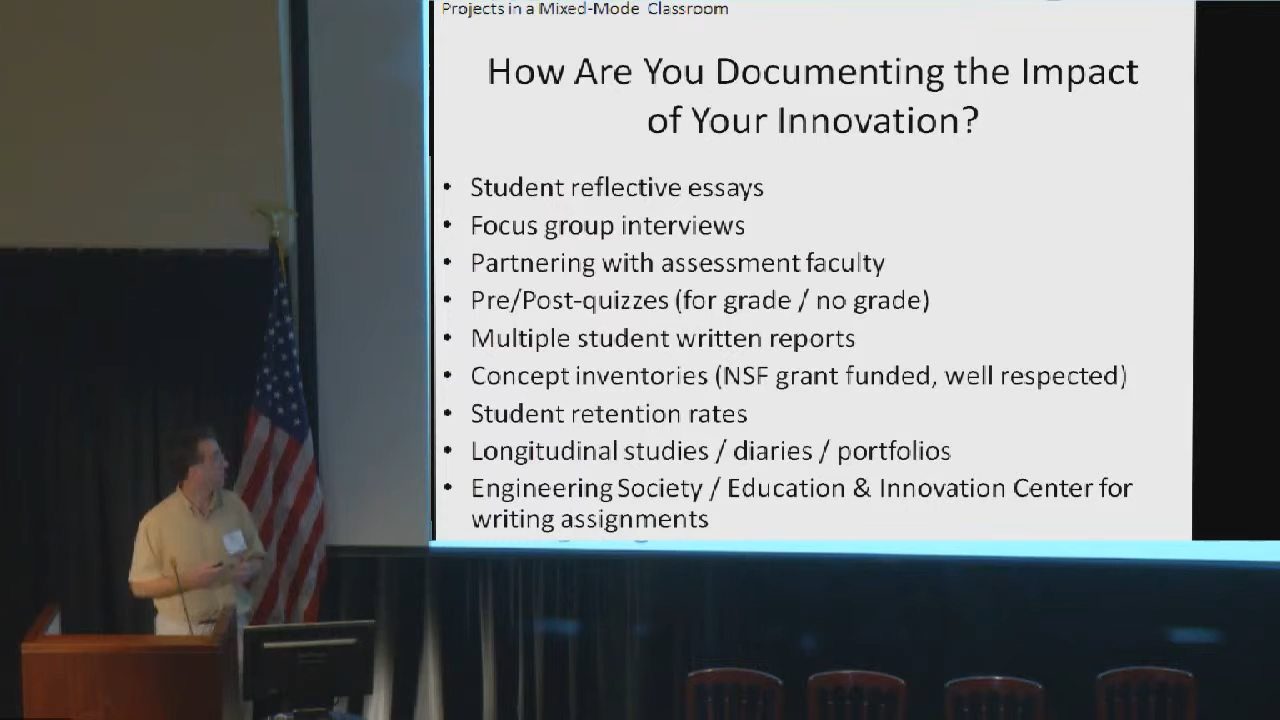 Projects in a Mixed-Mode Classroom
How Are You Documenting the Impact
of Your Innovation?
• Student reflective essays
• Focus group interviews
• Partnering with assessment faculty
• Pre/Post-quizzes (for grade / no grade)
• Multiple student written reports
• Concept inventories (NSF grant funded, well respected)
• Student retention rates
• Longitudinal studies / diaries / portfolios
• Engineering Society / Education & Innovation Center for
writing assignments